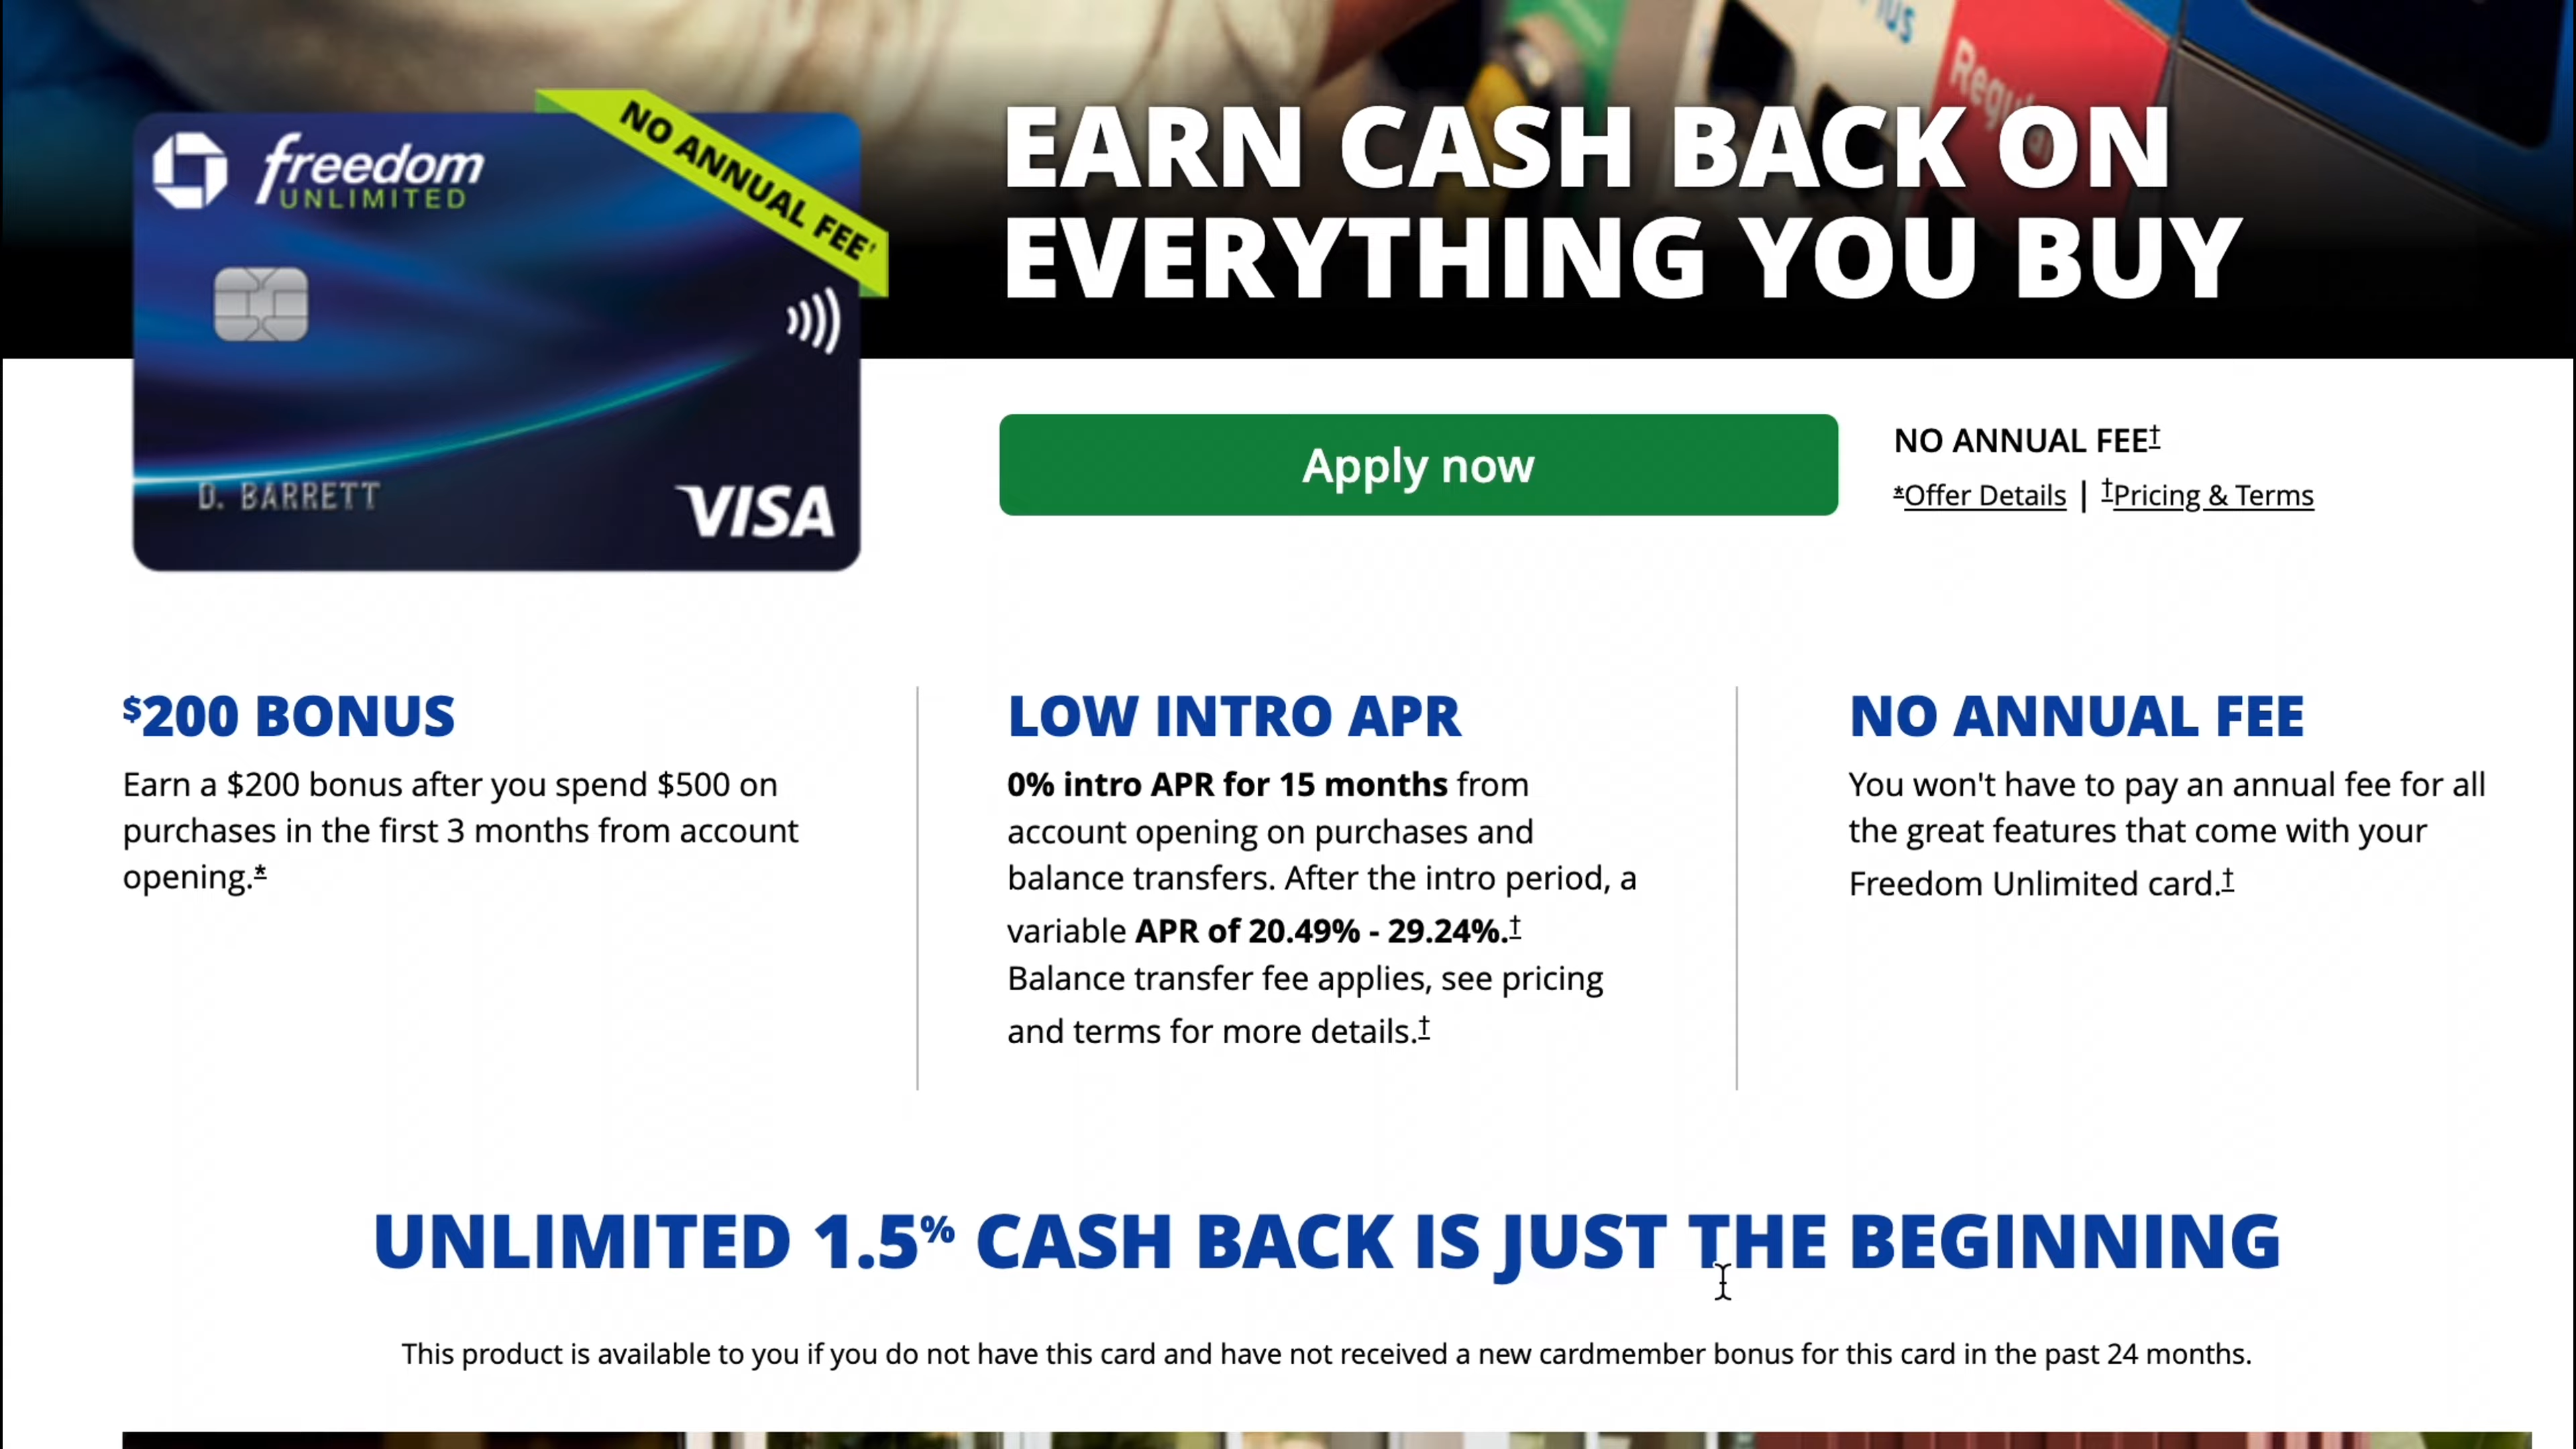 lus
Regular
EARN CASH BACK ON
EVERYTHING YOU BUY
freedom
UNLIMITED
NO ANNUAL FEE†
D. BARRETT
VISA
Apply now
NO ANNUAL FEE†
*Offer Details | †Pricing & Terms
$200 BONUS
Earn a $200 bonus after you spend $500 on
purchases in the first 3 months from account
opening.*
LOW INTRO APR
0% intro APR for 15 months from
account opening on purchases and
balance transfers. After the intro period, a
variable APR of 20.49% - 29.24%.†
Balance transfer fee applies, see pricing
and terms for more details.†
NO ANNUAL FEE
You won't have to pay an annual fee for all
the great features that come with your
Freedom Unlimited card.†
UNLIMITED 1.5% CASH BACK IS JUST THE BEGINNING
This product is available to you if you do not have this card and have not received a new cardmember bonus for this card in the past 24 months.